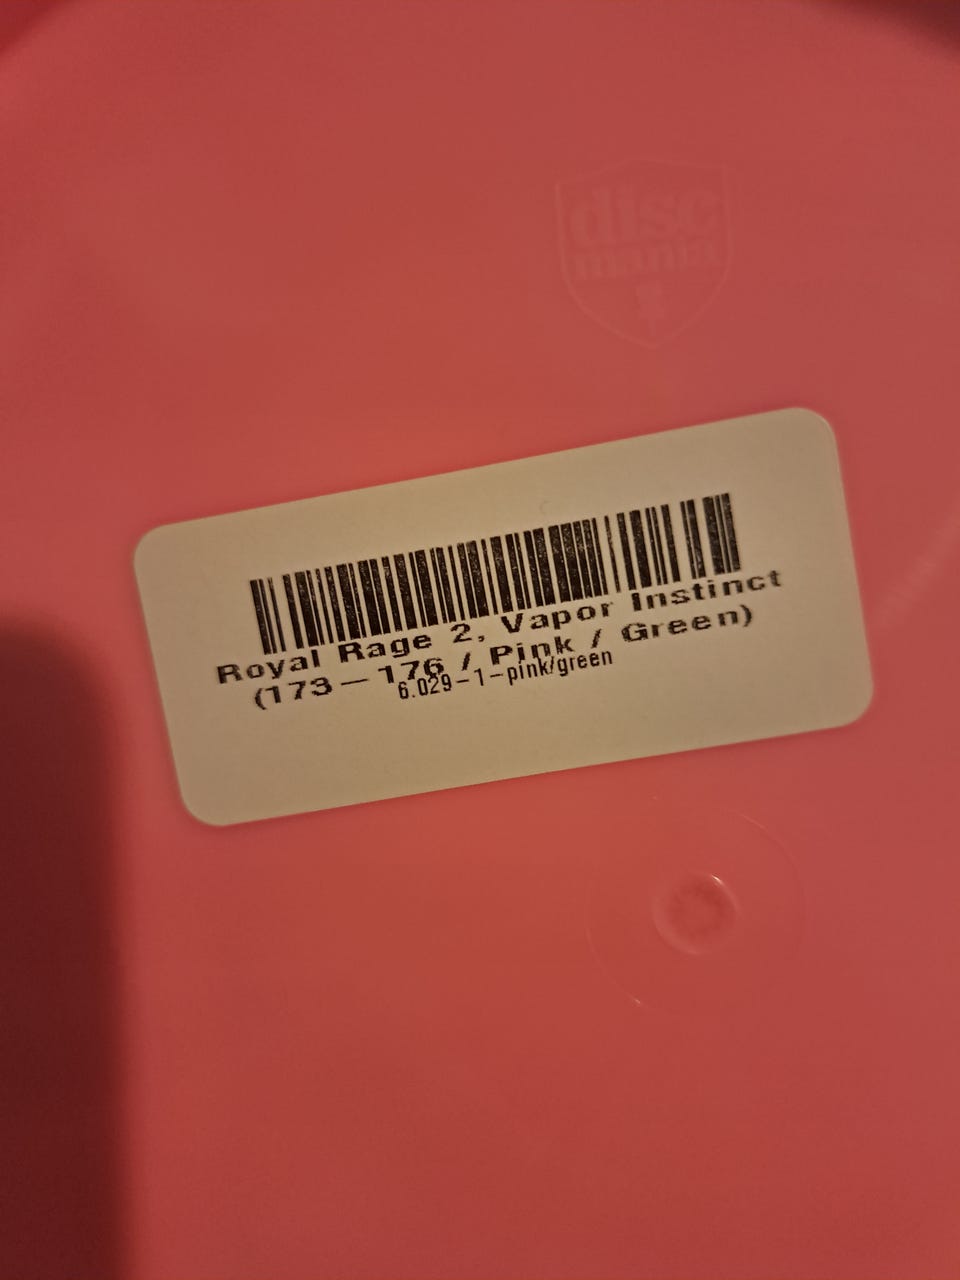 disc
mania
Royal Rage 2, Vapor Instinct
(173-176 / Pink / Green)
6.029-1-pink/green